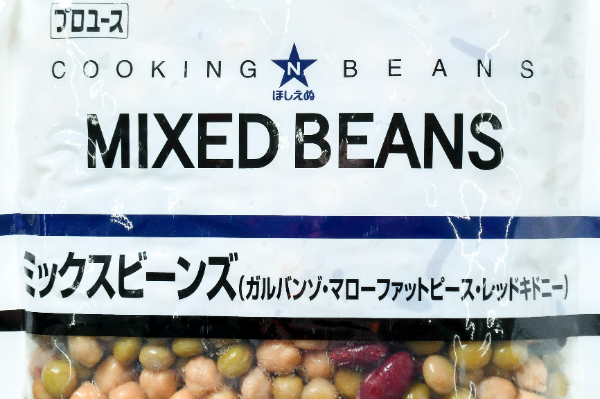 プロユース
COOKING N BEANS
ほしえぬ
MIXED BEANS
ミックスビーンズ(ガルバンゾ・マローファットピース・レッドキドニー)